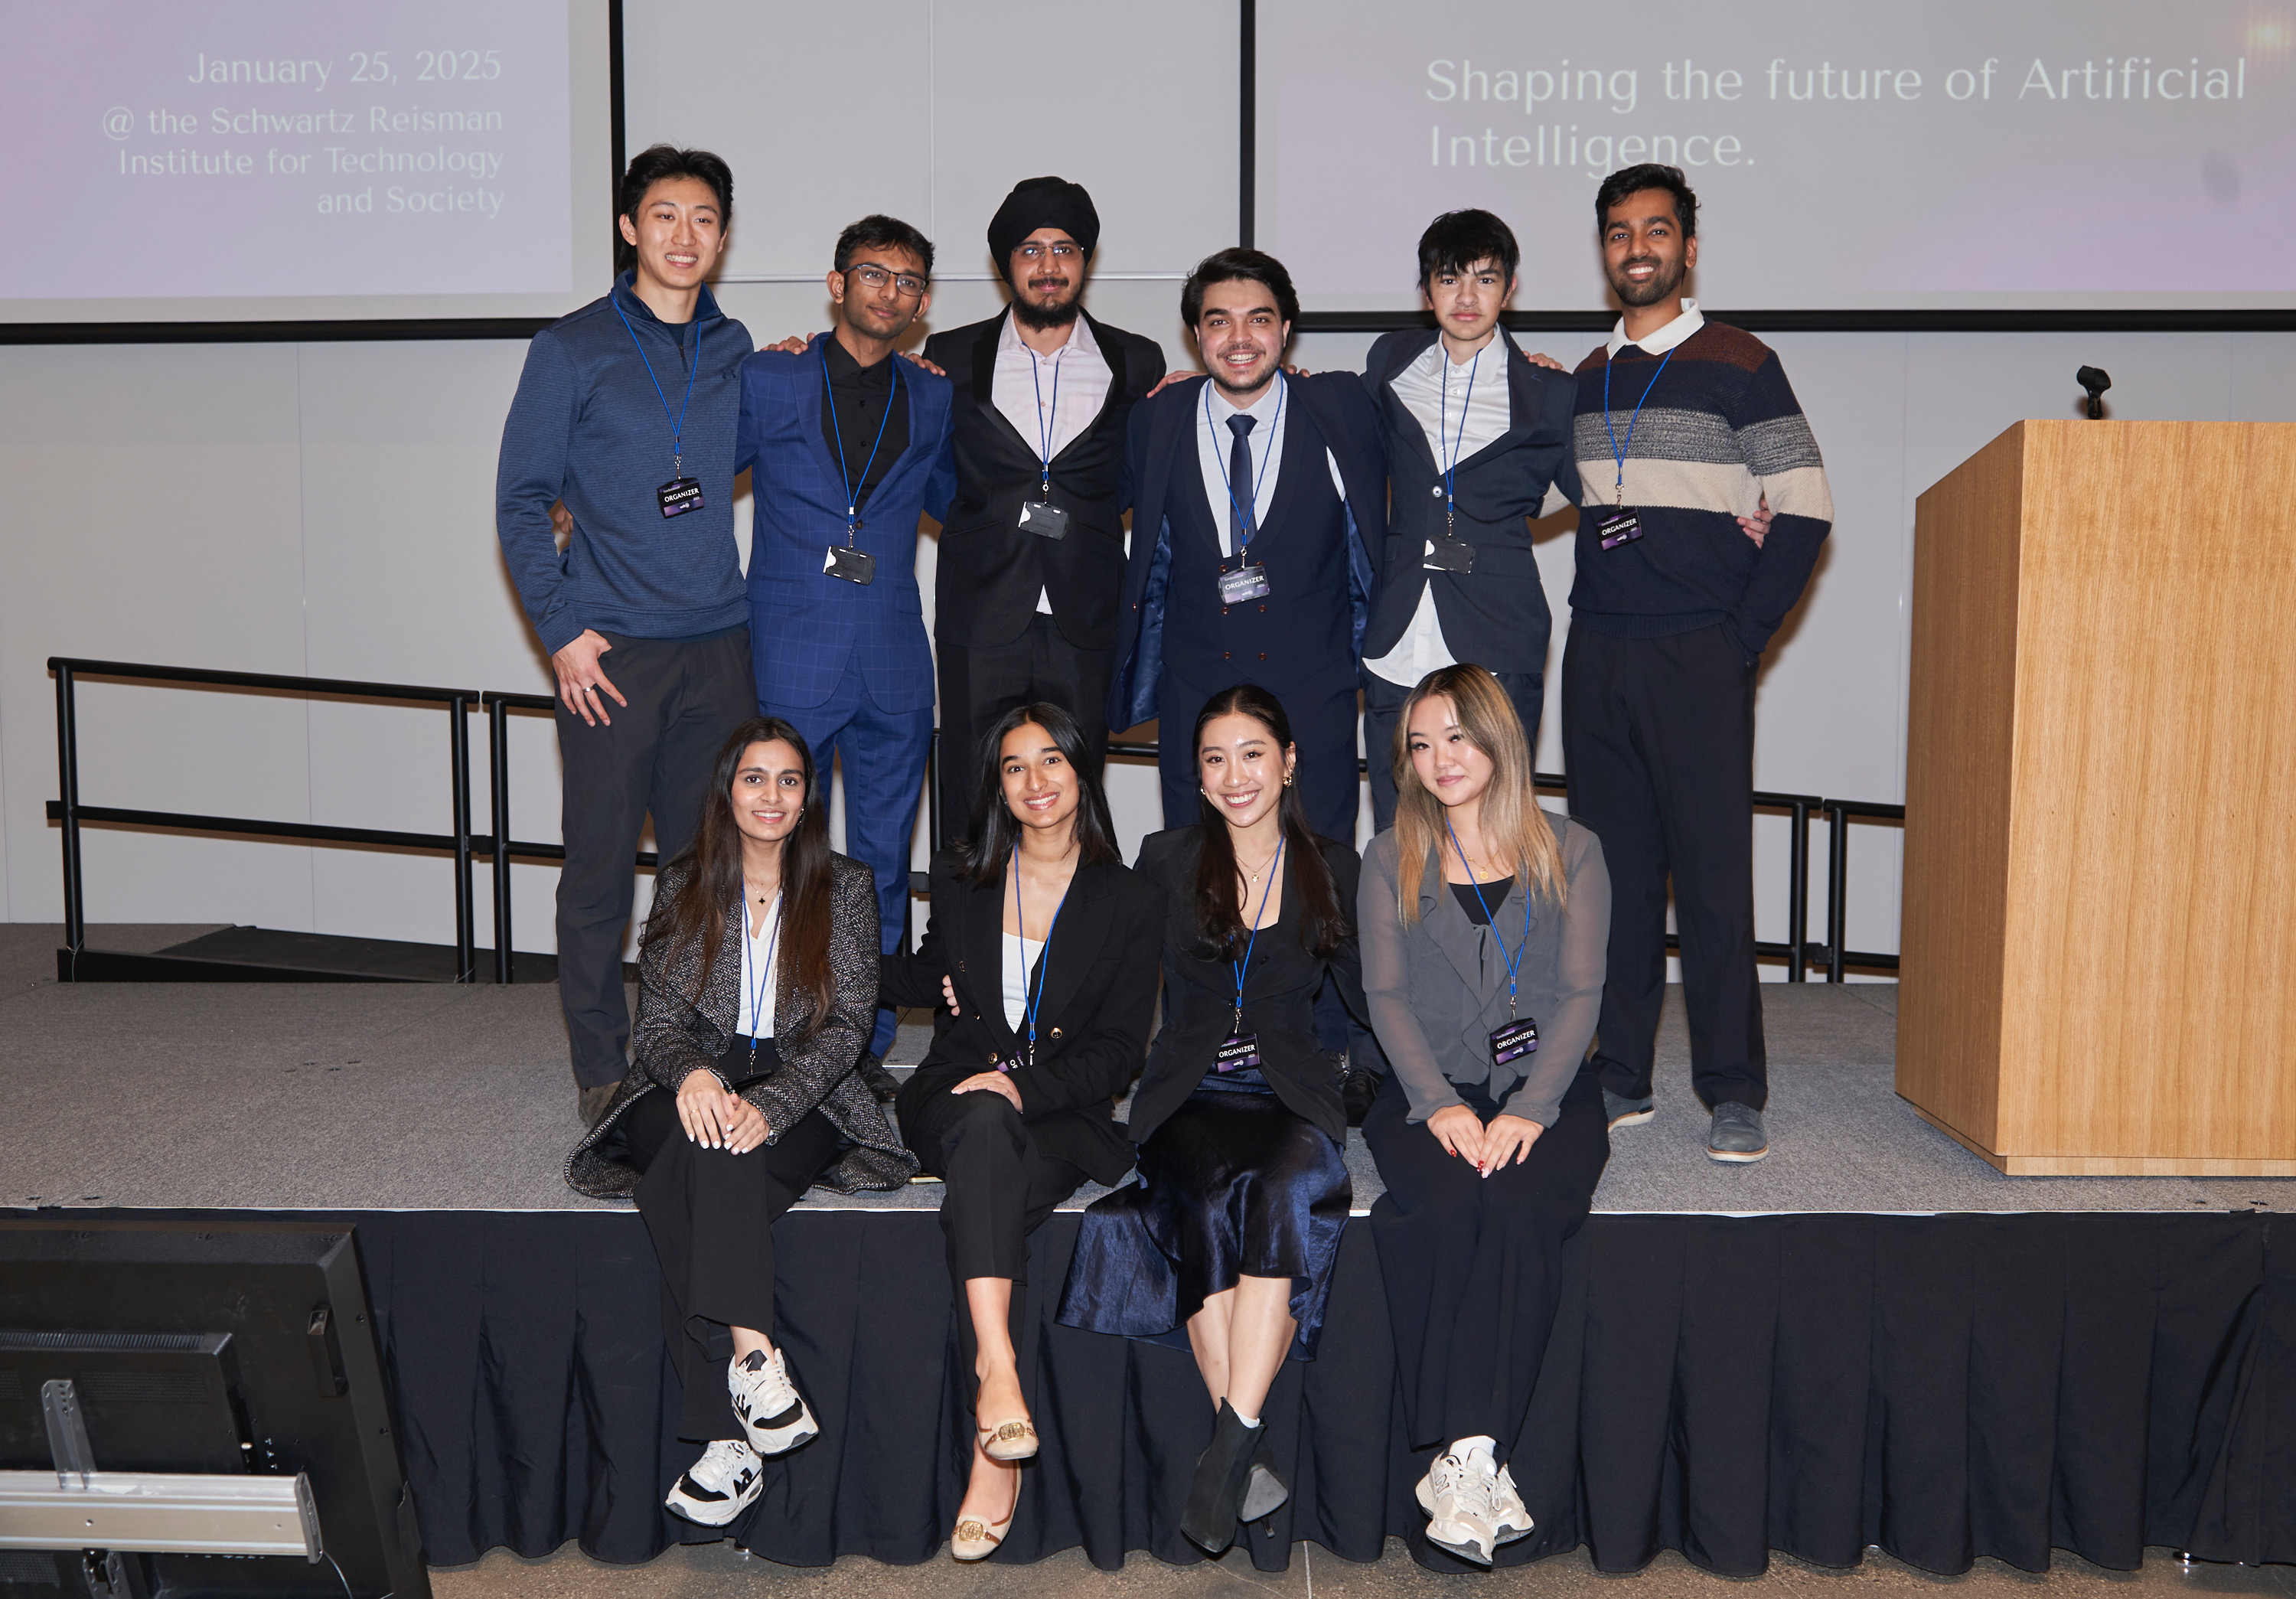 January 25, 2025
@ the Schwartz Reisman
Institute for Technology
and Society
Shaping the future of Artificial
Intelligence.
ORGANIZER
ORGANIZER
ORGANIZER
ORGANIZER
ORGANIZER